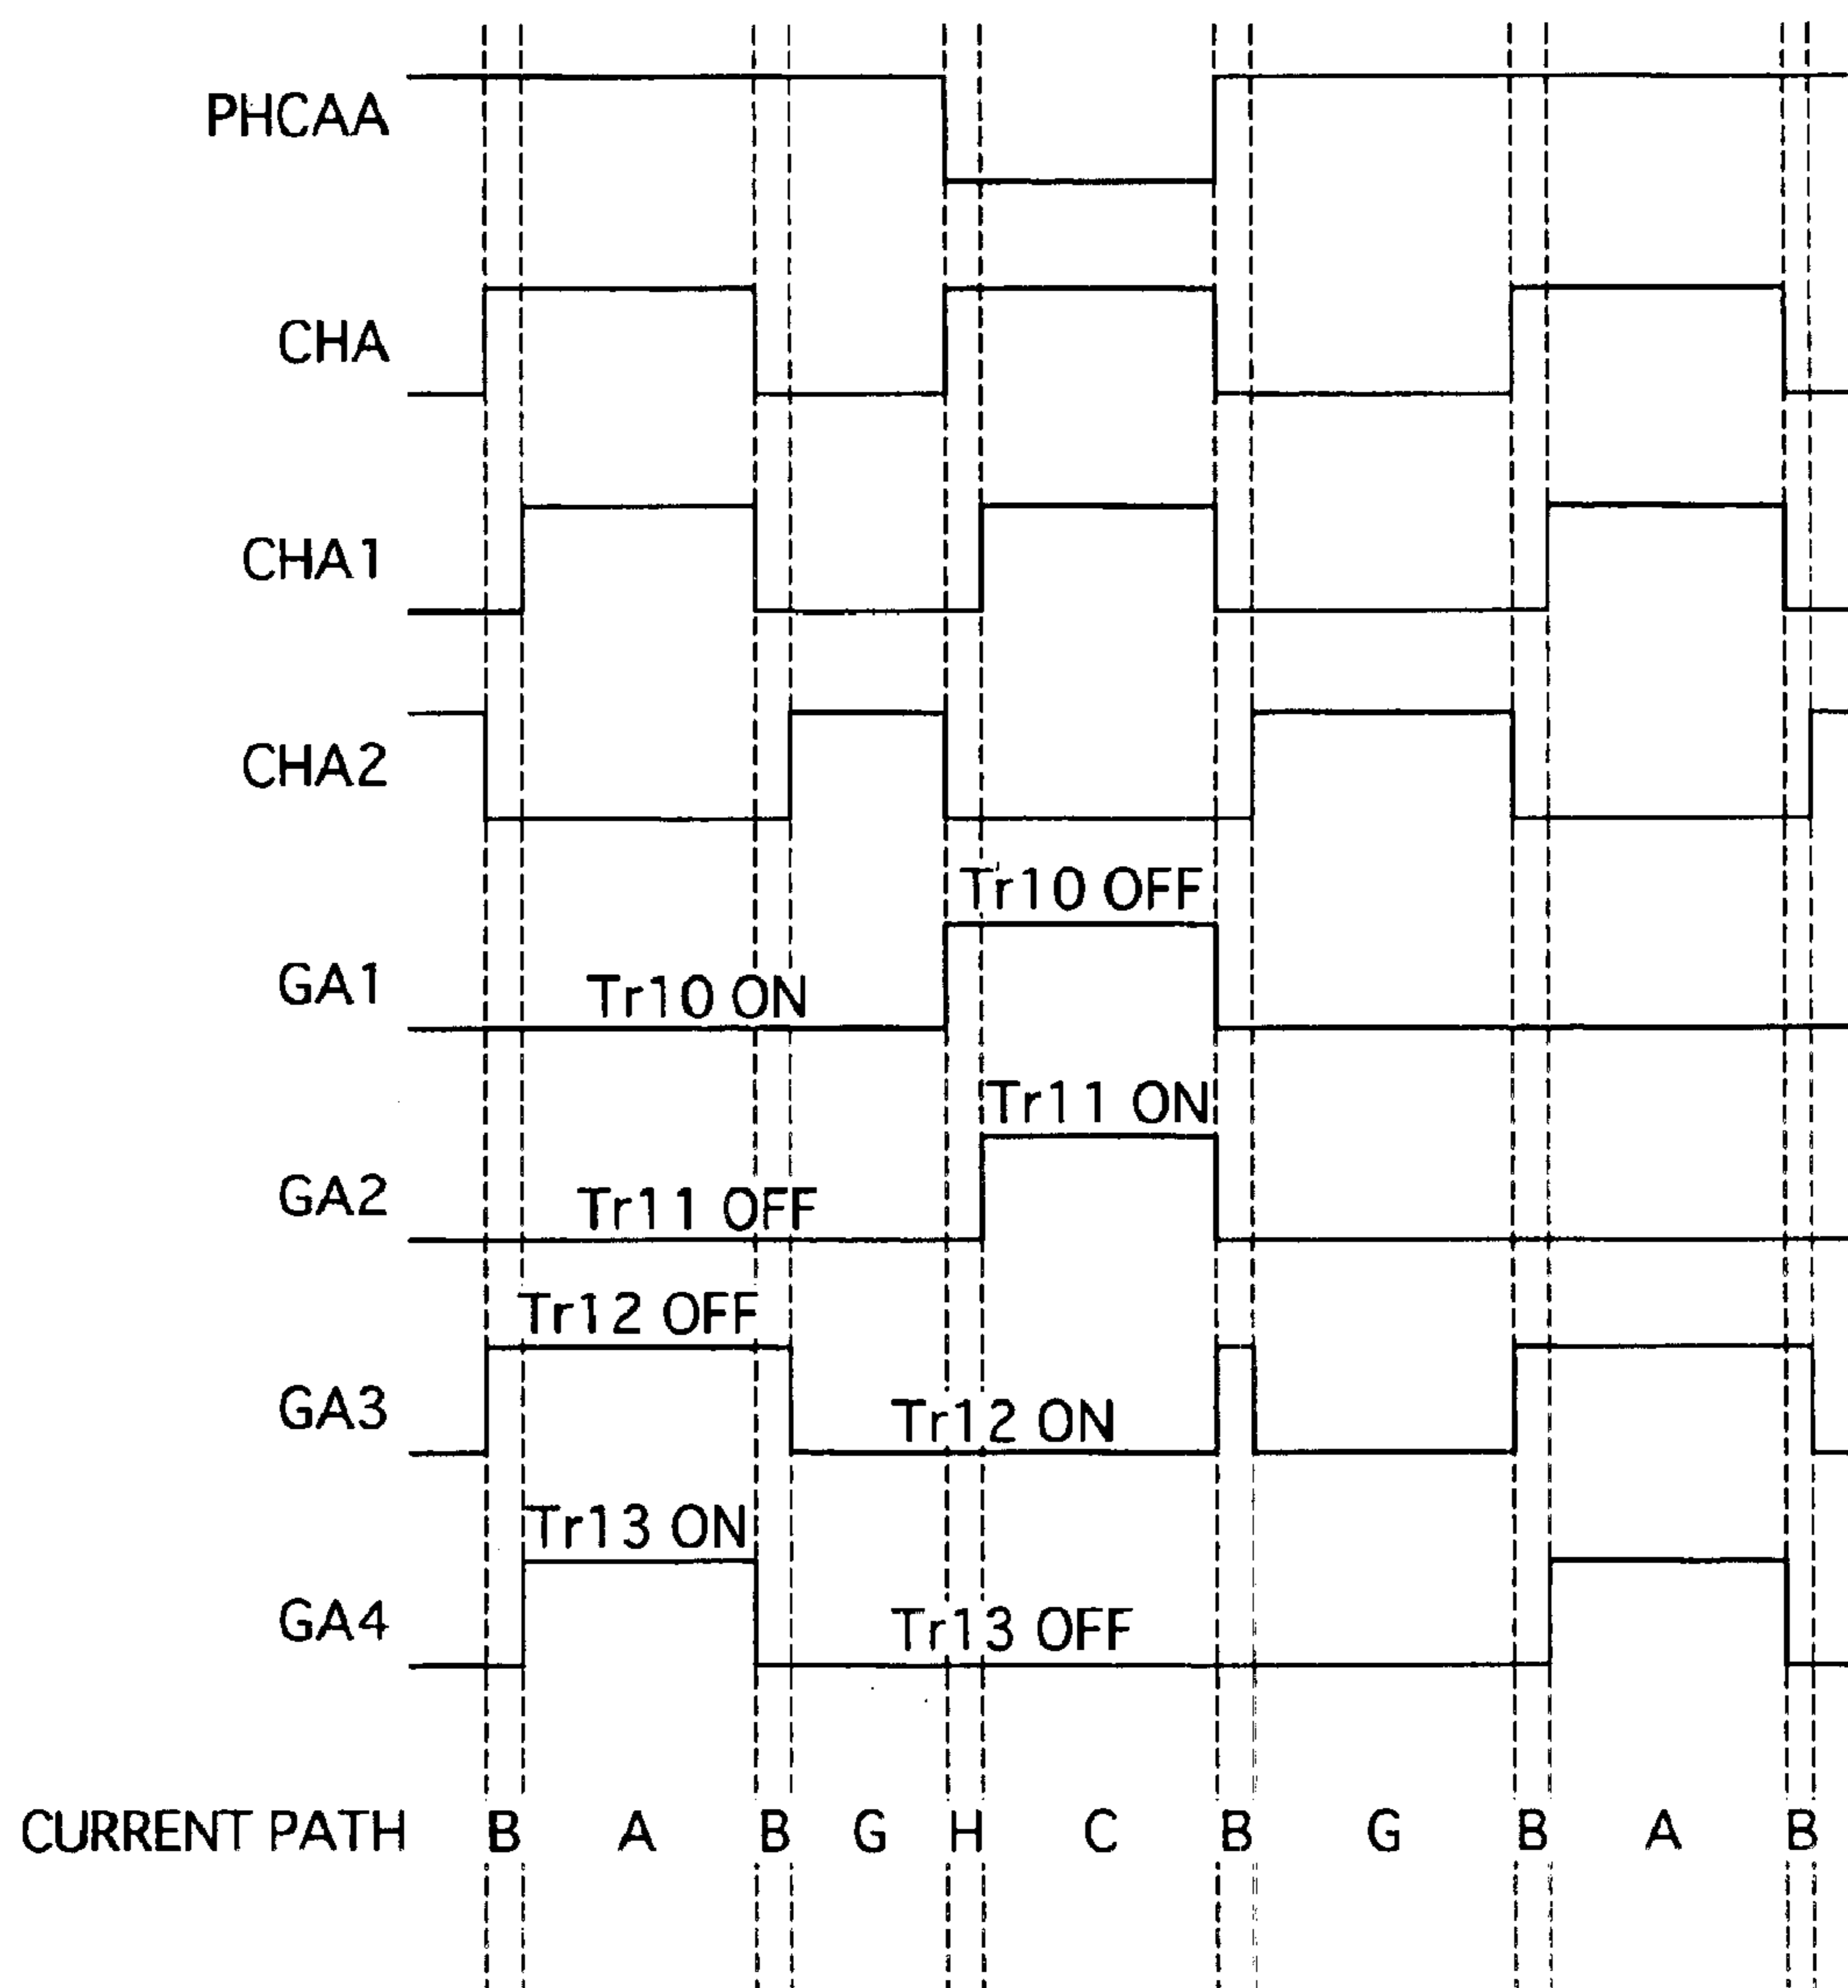 PHCAA
CHA
CHA1
CHA2
Tr10 OFF
GA1
Tr10 ON
Tr11 ON
GA2
Tr11 OFF
Tr12 OFF
GA3
Tr12 ON
Tr13 ON
GA4
Tr13 OFF
CURRENT PATH B A B G H C B G B A B